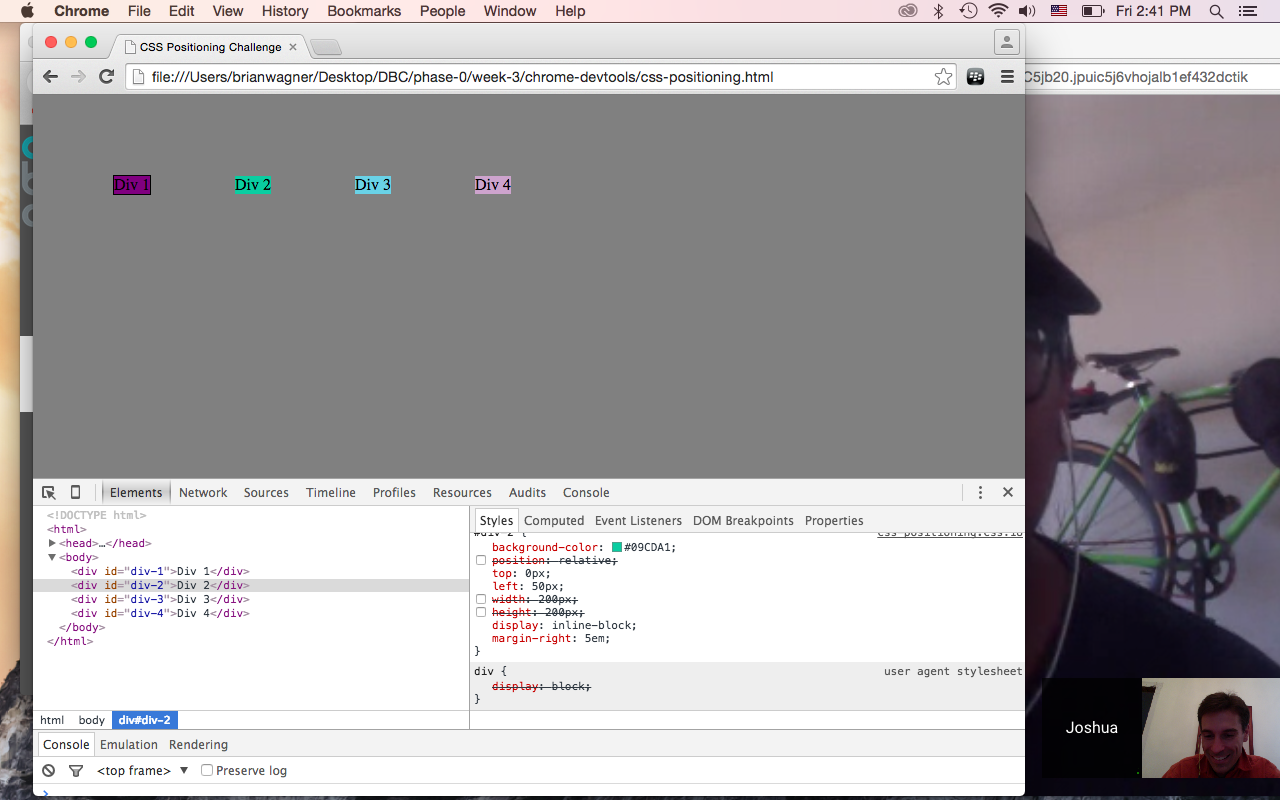 Chrome File Edit View History Bookmarks People Window Help Fri 2:41 PM
CSS Positioning Challenge
file:///Users/brianwagner/Desktop/DBC/phase-0/week-3/chrome-devtools/css-positioning.html
C5jb20.jpuic5j6vhojalb1ef432dctik
Div 1 Div 2 Div 3 Div 4
Elements Network Sources Timeline Profiles Resources Audits Console
<!DOCTYPE html>
<html>
<head>…</head>
<body>
<div id="div-1">Div 1</div>
<div id="div-2">Div 2</div>
<div id="div-3">Div 3</div>
<div id="div-4">Div 4</div>
</body>
</html>
html body div#div-2
Styles Computed Event Listeners DOM Breakpoints Properties
#div-2 {
background-color: #09CDA1;
position: relative;
top: 0px;
left: 50px;
width: 200px;
height: 200px;
display: inline-block;
margin-right: 5em;
}
div { user agent stylesheet
display: block;
}
Console Emulation Rendering
<top frame> Preserve log
Joshua